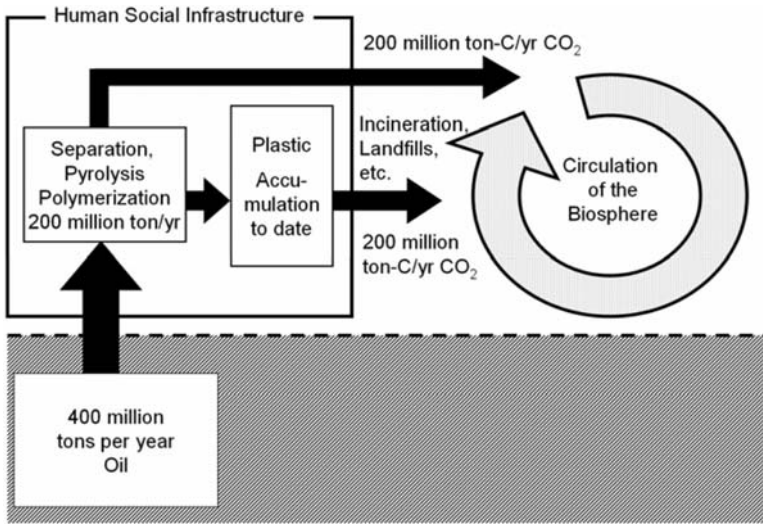 Human Social Infrastructure
200 million ton-C/yr CO₂
Separation,
Pyrolysis
Polymerization
200 million ton/yr
Plastic
Accu-
mulation
to date
Incineration,
Landfills,
etc.
200 million
ton-C/yr CO₂
Circulation
of the
Biosphere
400 million
tons per year
Oil